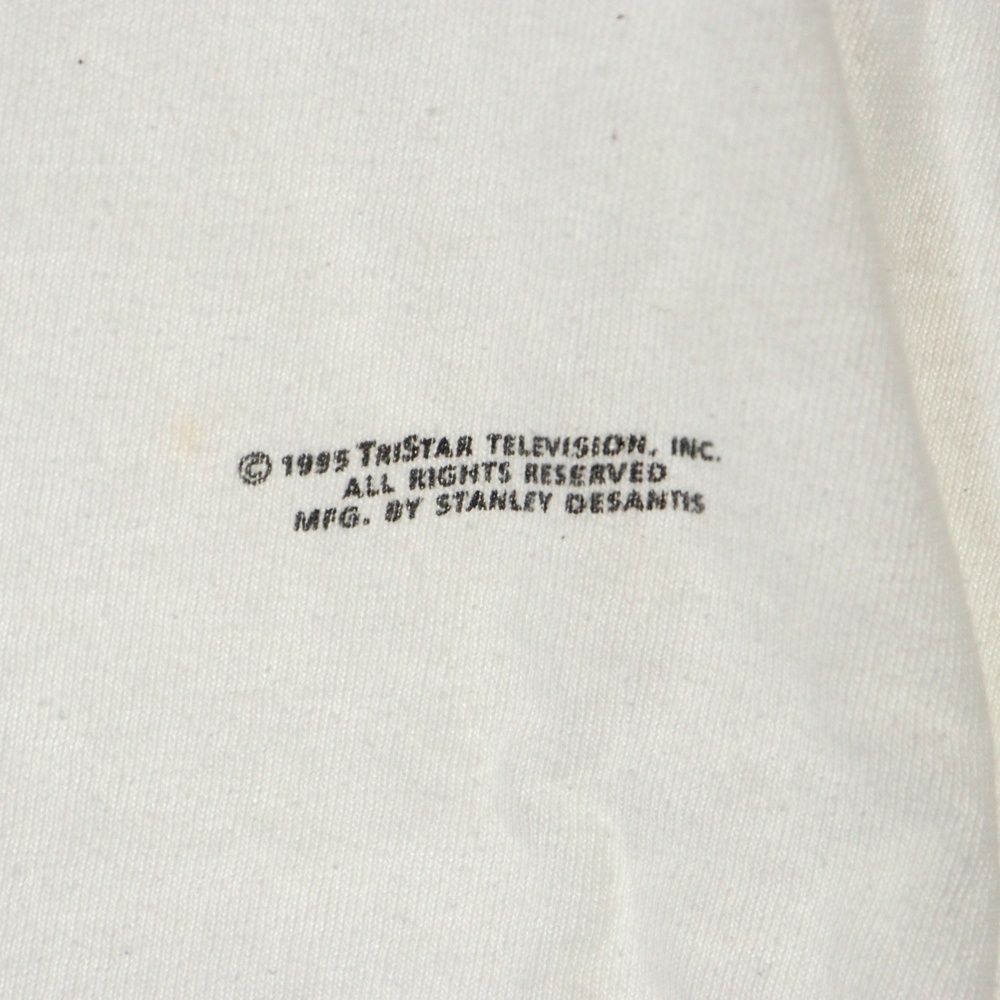 © 1995 TRISTAR TELEVISION, INC.
ALL RIGHTS RESERVED
MFG. BY STANLEY DESANTIS